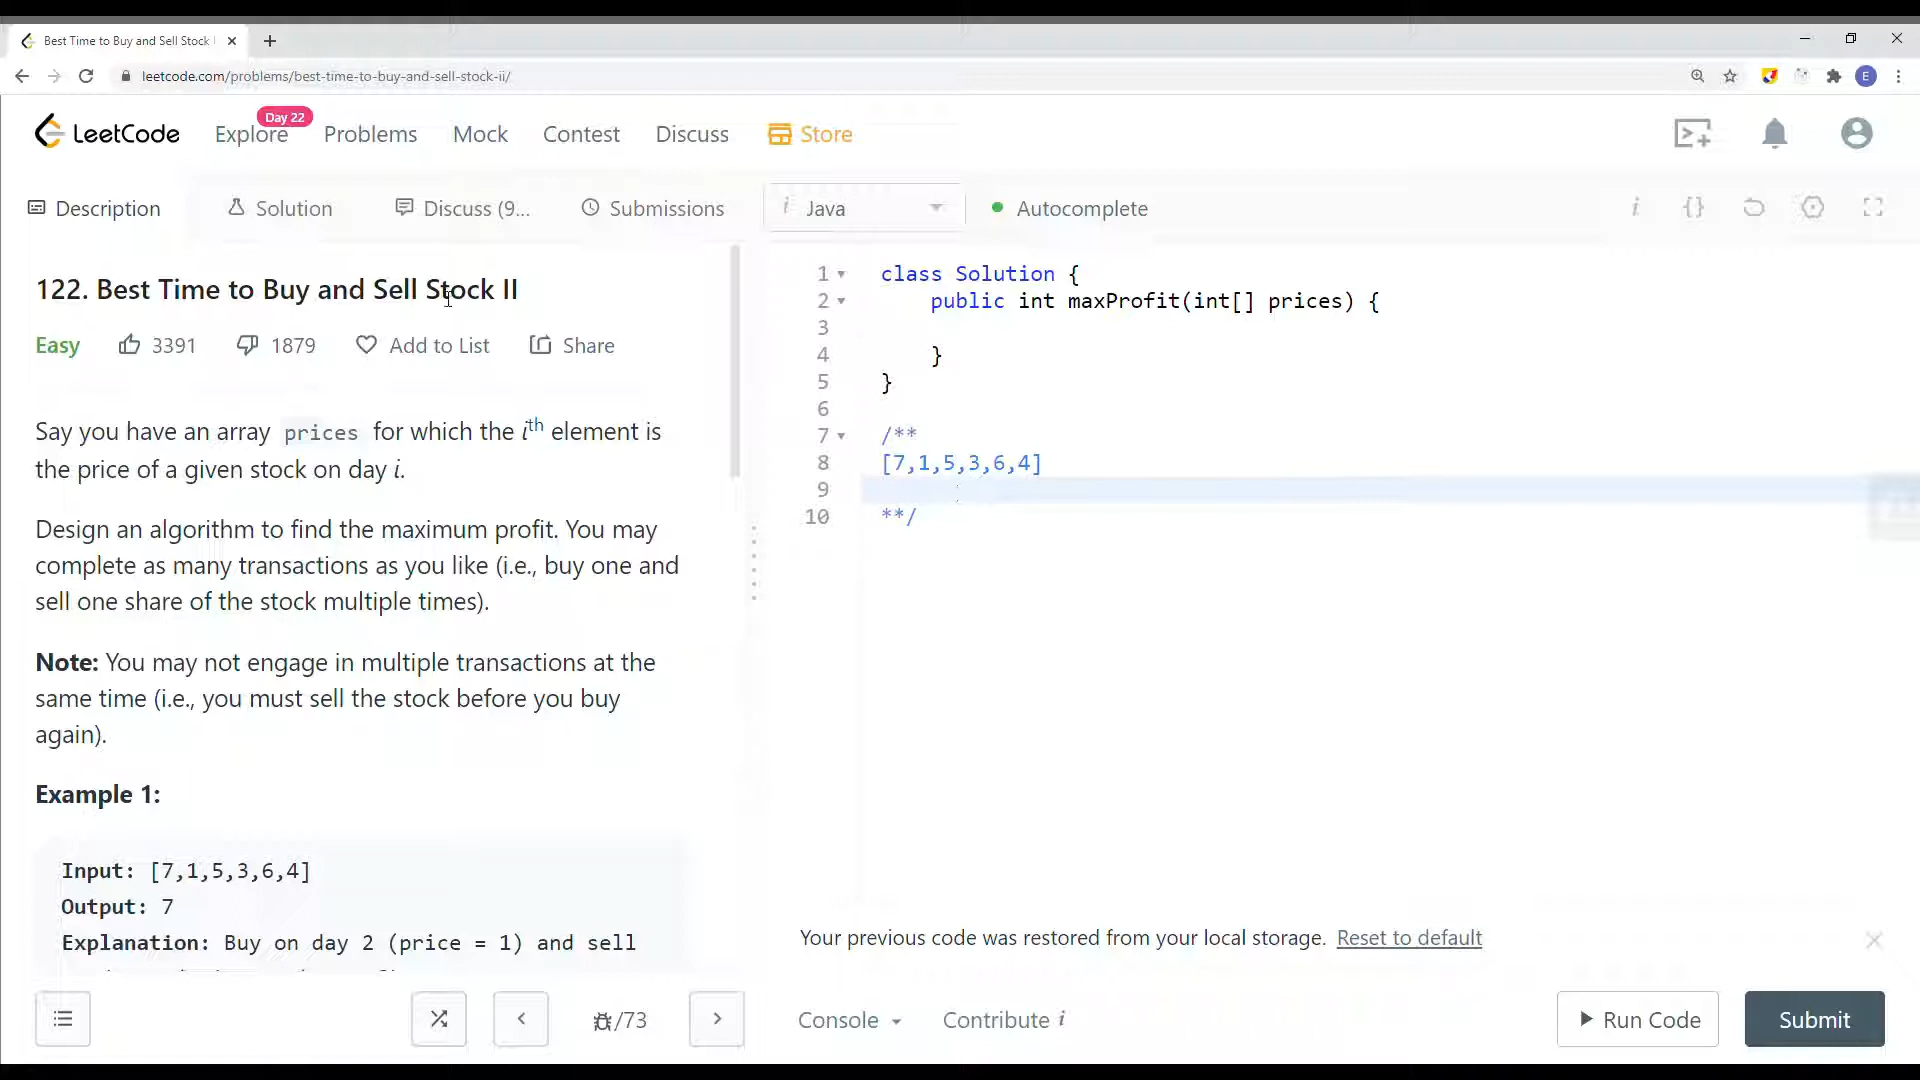 Best Time to Buy and Sell Stock
leetcode.com/problems/best-time-to-buy-and-sell-stock-ii/
E
LeetCode
Explore
Day 22
Problems
Mock
Contest
Discuss
Store
Description
Solution
Discuss (9...
Submissions
i Java
Autocomplete
i
{}
122. Best Time to Buy and Sell Stock II
Easy
3391
1879
Add to List
Share
Say you have an array prices for which the ith element is
the price of a given stock on day i.
Design an algorithm to find the maximum profit. You may
complete as many transactions as you like (i.e., buy one and
sell one share of the stock multiple times).
Note: You may not engage in multiple transactions at the
same time (i.e., you must sell the stock before you buy
again).
Example 1:
Input: [7,1,5,3,6,4]
Output: 7
Explanation: Buy on day 2 (price = 1) and sell
1 class Solution {
2 public int maxProfit(int[] prices) {
3
4 }
5 }
6
7 /**
8 [7,1,5,3,6,4]
9
10 **/
Your previous code was restored from your local storage. Reset to default
/73
Console
Contribute i
Run Code
Submit